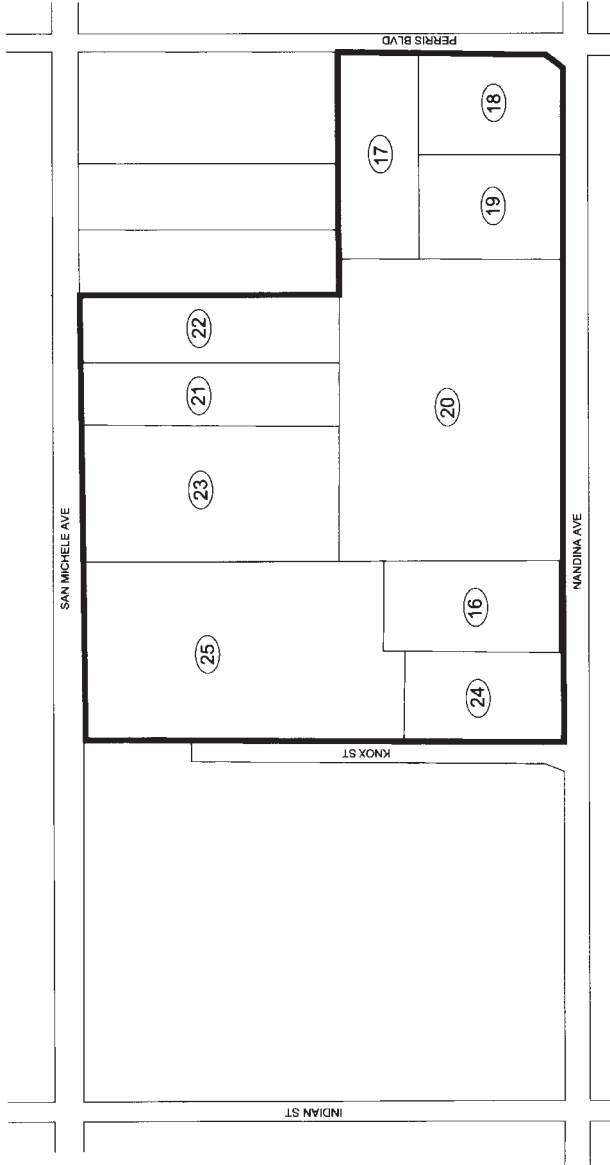 SAN MICHELE AVE
PERRIS BLVD
22
21
23
25
17
18
19
20
16
24
KNOX ST
NANDINA AVE
INDIAN ST